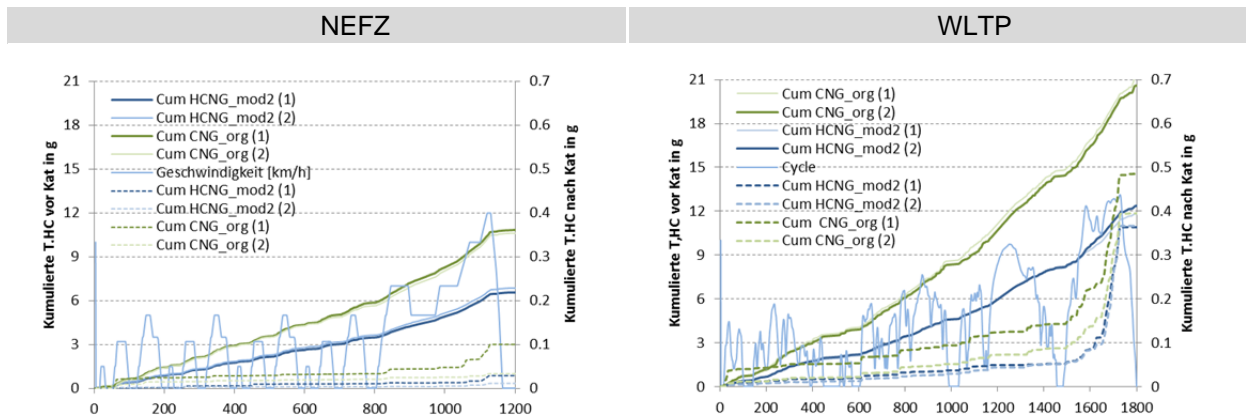 NEFZ
WLTP
Kumulierte T.HC vor Kat in g
21
18
15
12
9
6
3
0
Cum HCNG_mod2 (1)
Cum HCNG_mod2 (2)
Cum CNG_org (1)
Cum CNG_org (2)
Geschwindigkeit [km/h]
Cum HCNG_mod2 (1)
Cum HCNG_mod2 (2)
Cum CNG_org (1)
Cum CNG_org (2)
0.7
0.6
0.5
0.4
0.3
0.2
0.1
0
Kumulierte T.HC nach Kat in g
0 200 400 600 800 1000 1200
Kumulierte T,HC vor Kat in g
21
18
15
12
9
6
3
0
Cum CNG_org (1)
Cum CNG_org (2)
Cum HCNG_mod2 (1)
Cum HCNG_mod2 (2)
Cycle
Cum HCNG_mod2 (1)
Cum HCNG_mod2 (2)
Cum CNG_org (1)
Cum CNG_org (2)
0.7
0.6
0.5
0.4
0.3
0.2
0.1
0
Kumulierte T.HC nach Kat in g
0 200 400 600 800 1000 1200 1400 1600 1800